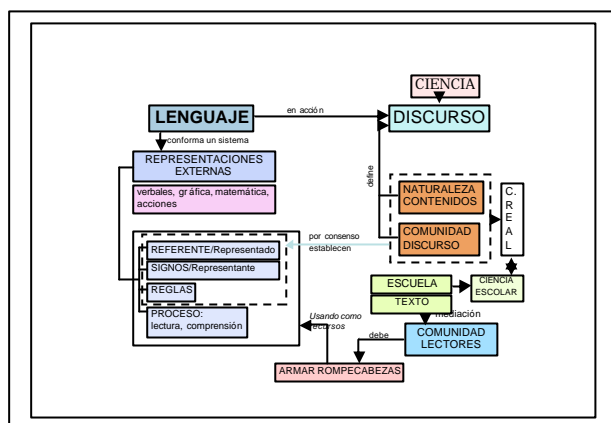 CIENCIA
LENGUAJE
en acción
DISCURSO
conforma un sistema
REPRESENTACIONES
EXTERNAS
verbales, gráfica, matemática,
acciones
define
NATURALEZA
CONTENIDOS
COMUNIDAD
DISCURSO
C.
R
E
A
L
por consenso
establecen
REFERENTE/Representado
SIGNOS/Representante
REGLAS
PROCESO:
lectura, comprensión
ESCUELA
TEXTO
CIENCIA
ESCOLAR
mediación
Usando como
recursos
debe
COMUNIDAD
LECTORES
ARMAR ROMPECABEZAS